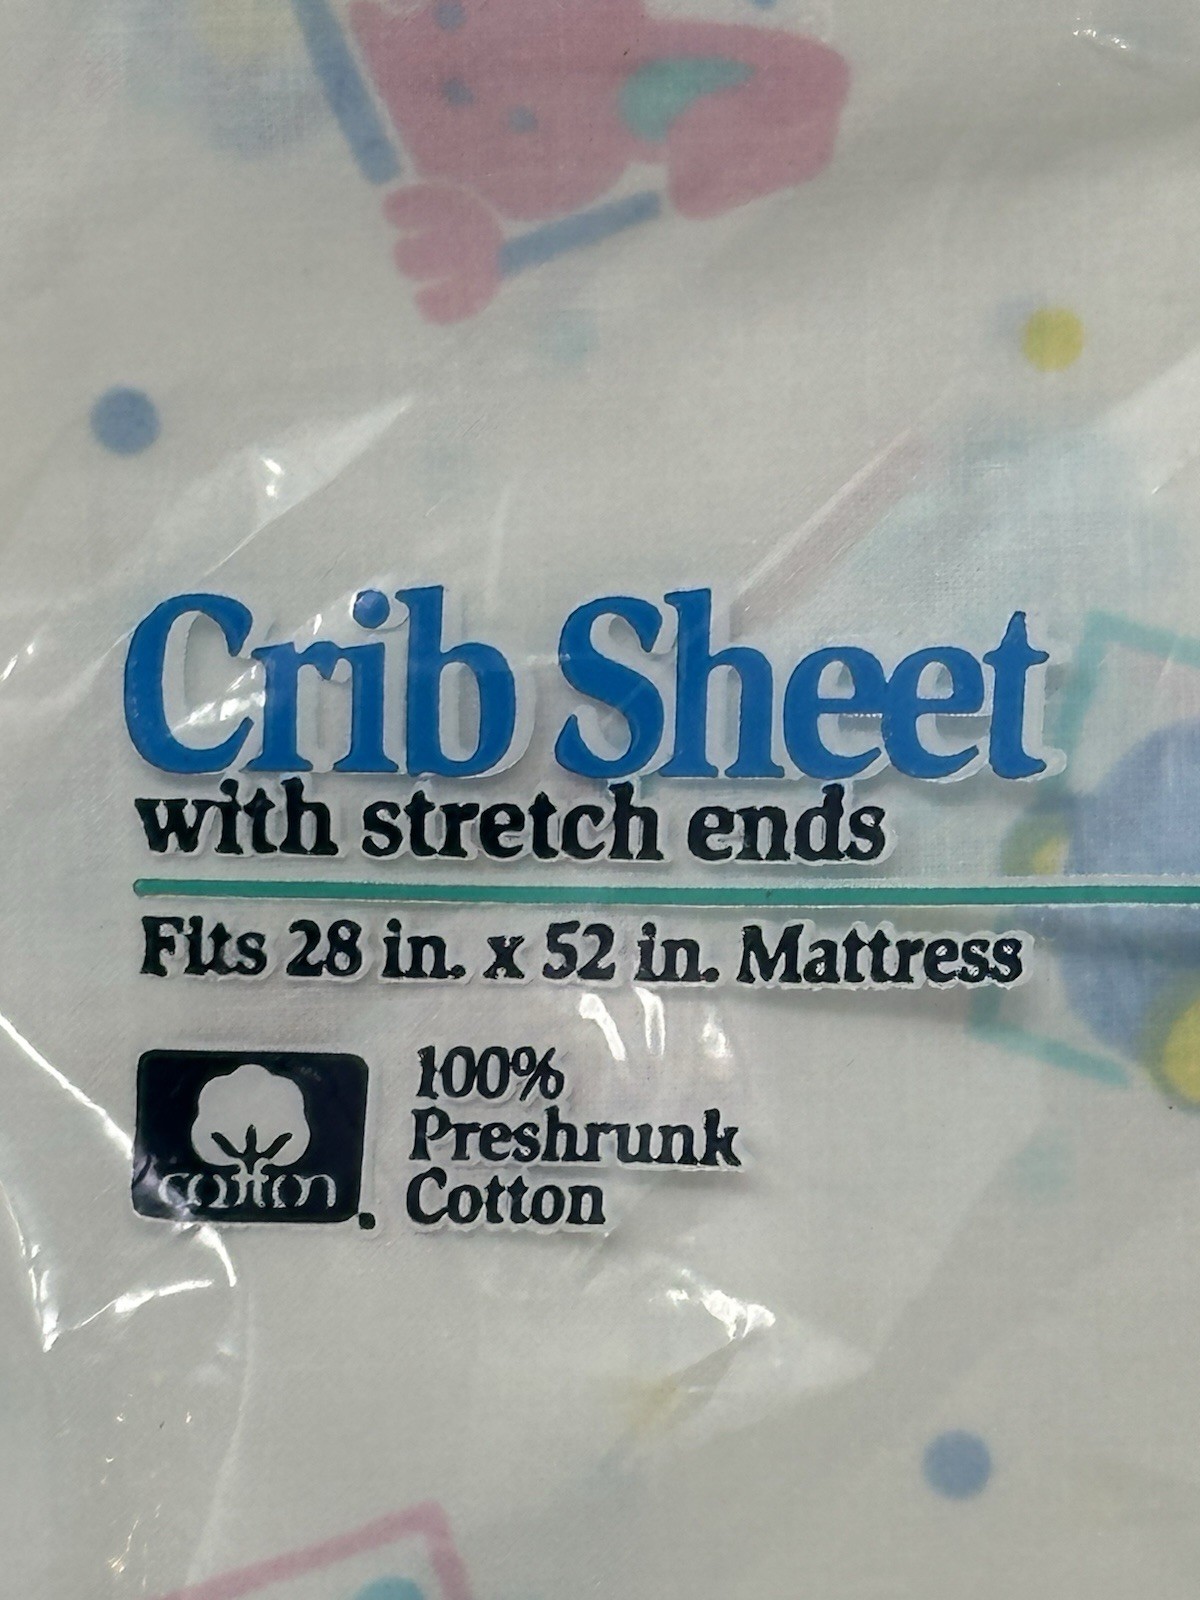 Crib Sheet
with stretch ends
Fits 28 in. x 52 in. Mattress
cotton
100%
Preshrunk
Cotton